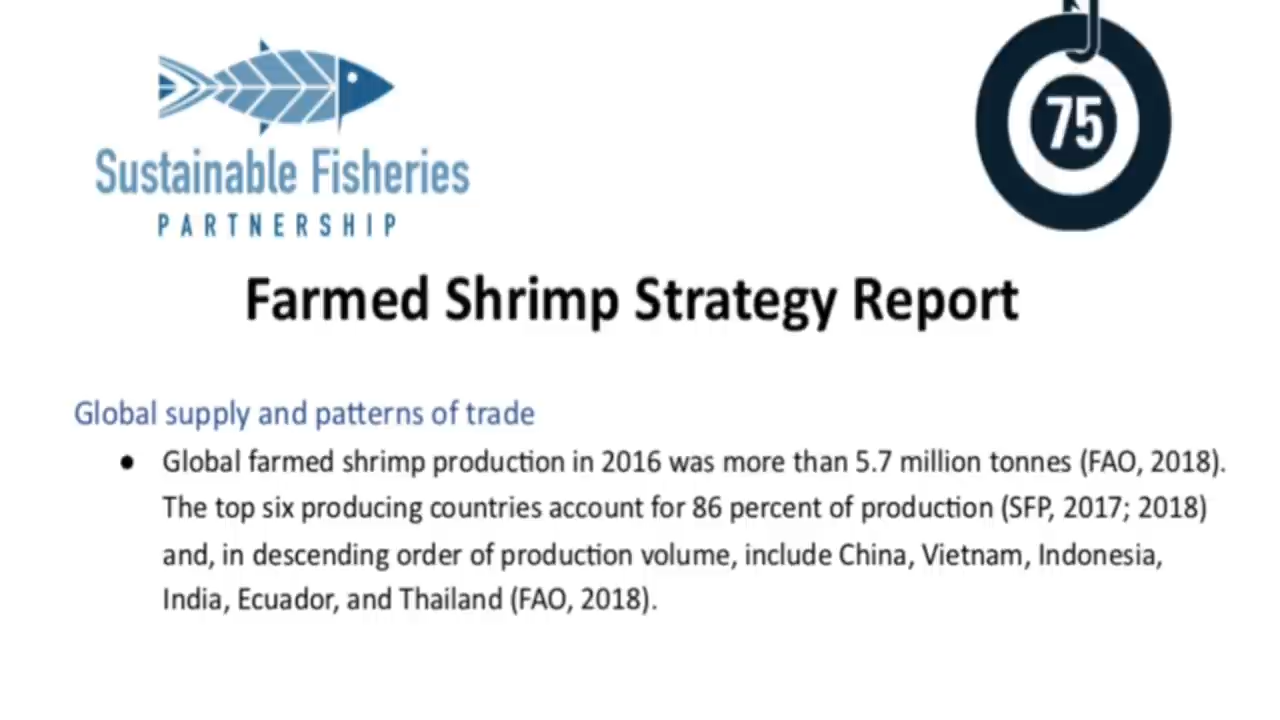 Sustainable Fisheries
PARTNERSHIP
75
Farmed Shrimp Strategy Report
Global supply and patterns of trade
● Global farmed shrimp production in 2016 was more than 5.7 million tonnes (FAO, 2018).
The top six producing countries account for 86 percent of production (SFP, 2017; 2018)
and, in descending order of production volume, include China, Vietnam, Indonesia,
India, Ecuador, and Thailand (FAO, 2018).